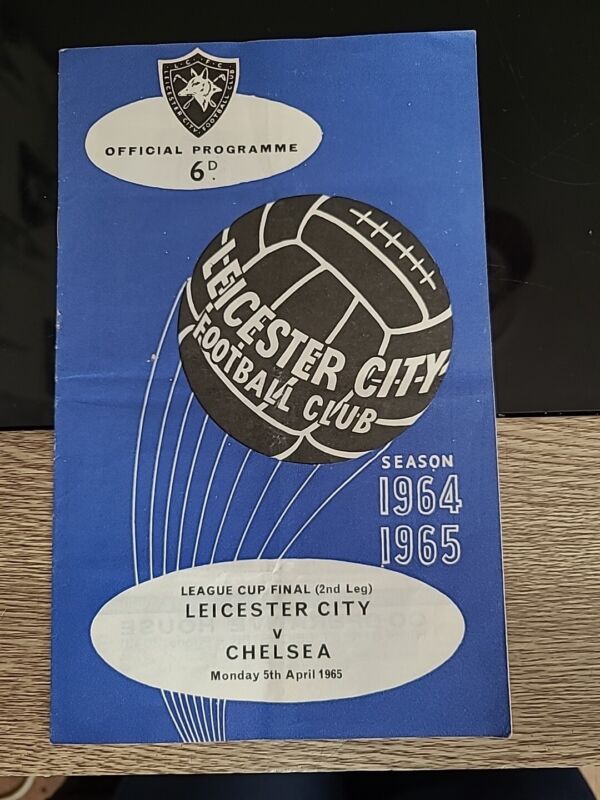 L.C.F.C
LEICESTER CITY FOOTBALL CLUB
OFFICIAL PROGRAMME
6D.
LEICESTER CITY
FOOTBALL CLUB
SEASON
1964
1965
LEAGUE CUP FINAL (2nd Leg)
LEICESTER CITY
V
CHELSEA
Monday 5th April 1965